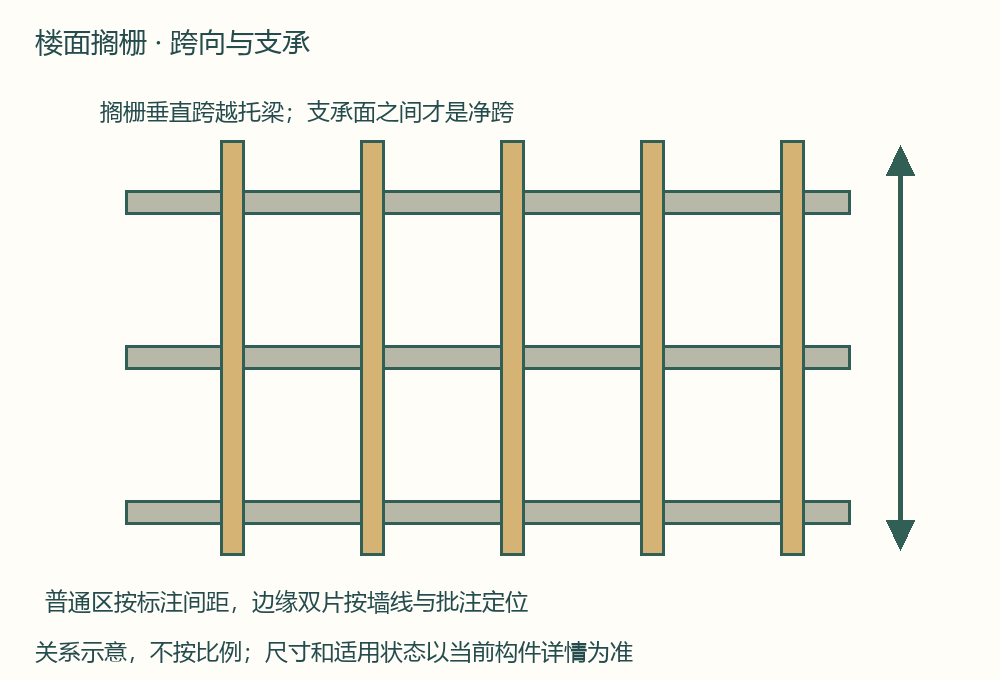 楼面搁栅 · 跨向与支承
搁栅垂直跨越托梁；支承面之间才是净跨
普通区按标注间距，边缘双片按墙线与批注定位
关系示意，不按比例；尺寸和适用状态以当前构件详情为准